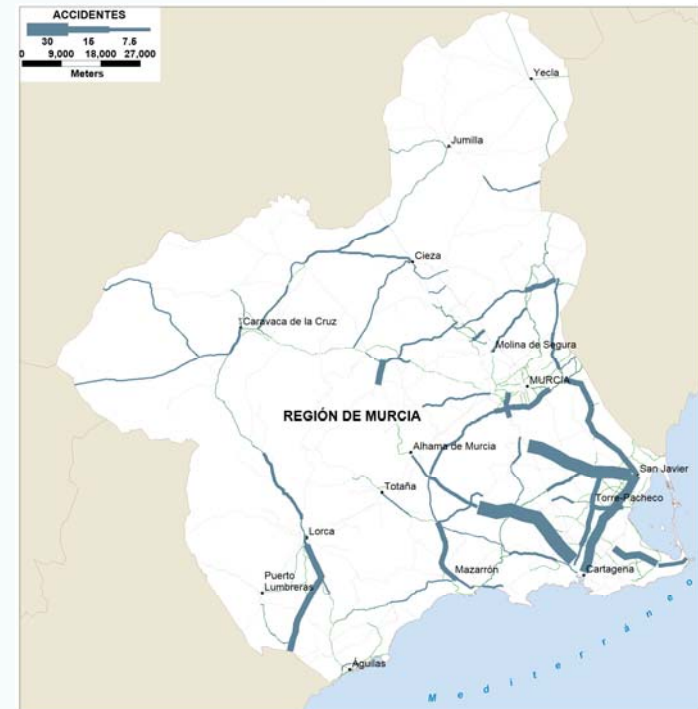 ACCIDENTES
30 15 7.5
0 9,000 18,000 27,000
Meters
Yecla
Jumilla
Cieza
Caravaca de la Cruz
Molina de Segura
MURCIA
REGIÓN DE MURCIA
Alhama de Murcia
San Javier
Totaña
Torre-Pacheco
Lorca
Mazarrón
Cartagena
Puerto
Lumbreras
Águilas
Mediterráneo